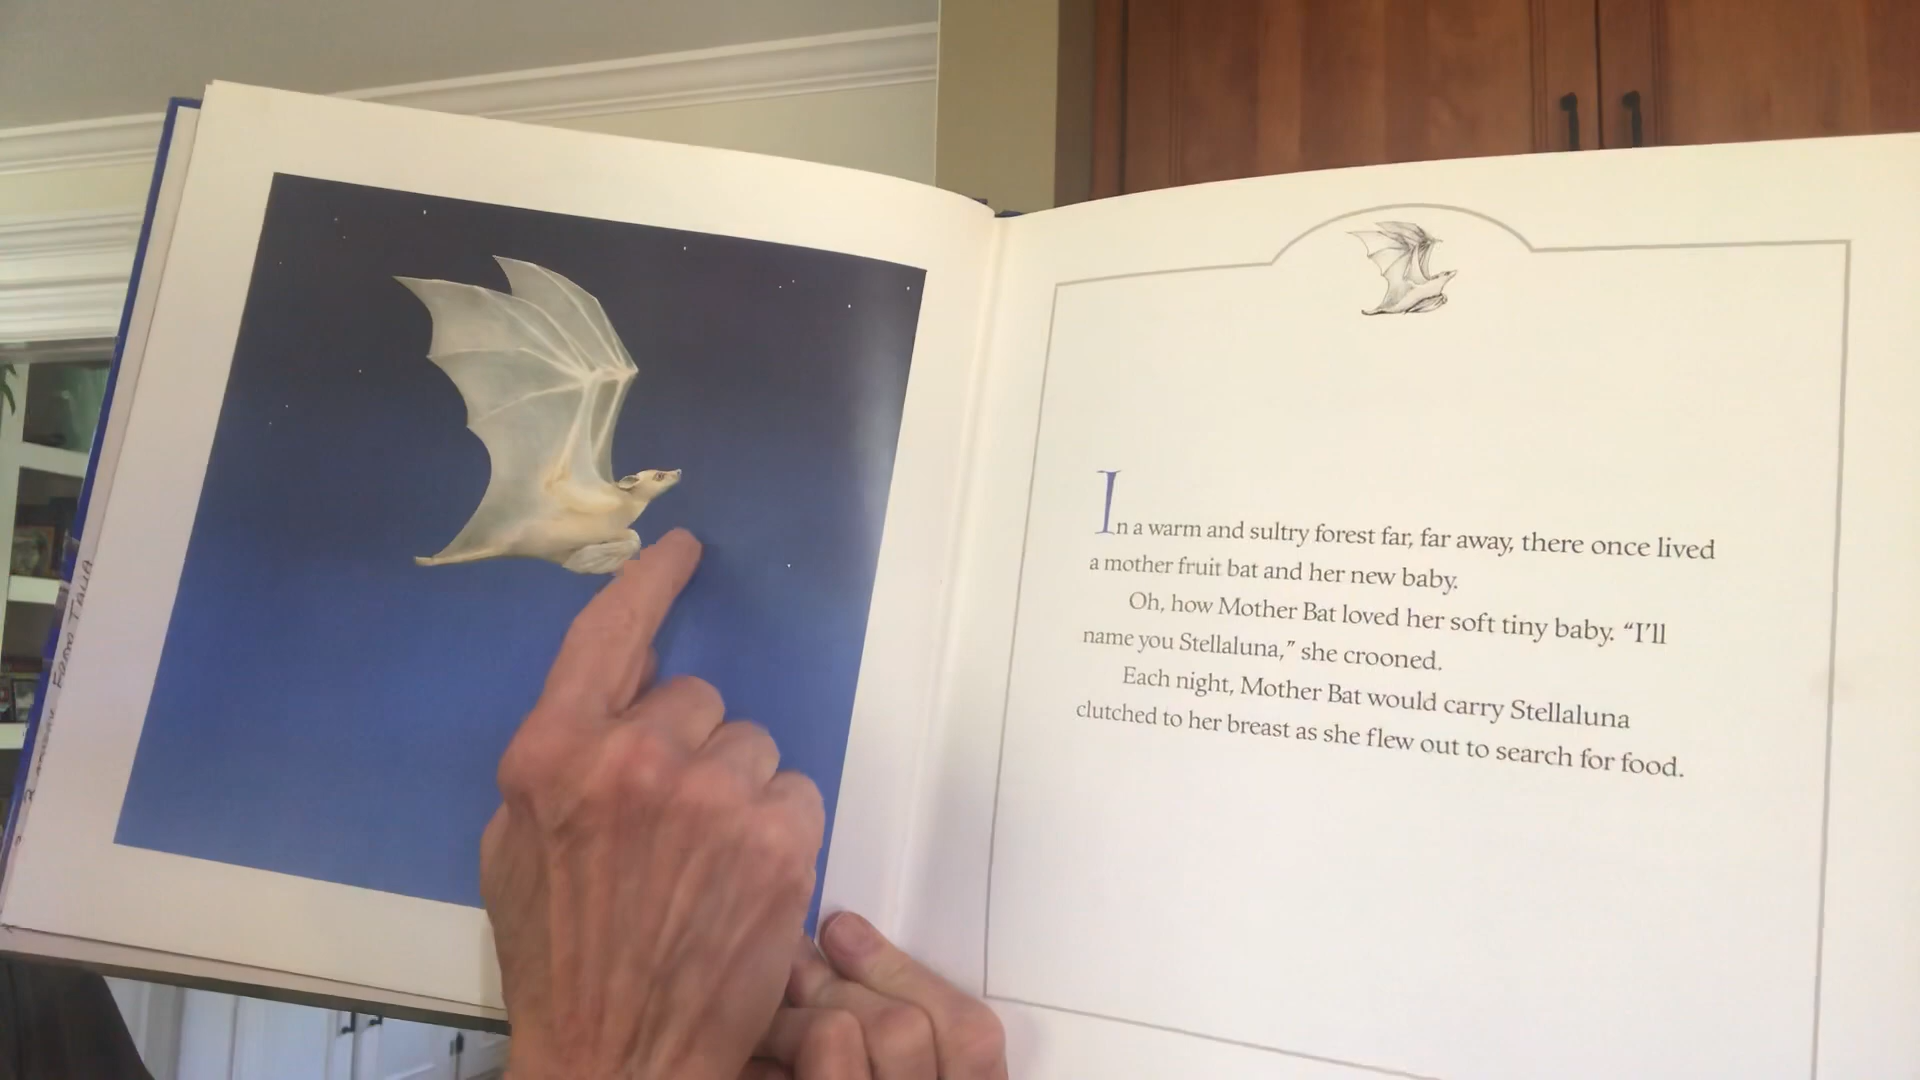 In a warm and sultry forest far, far away, there once lived
a mother fruit bat and her new baby.
Oh, how Mother Bat loved her soft tiny baby. “I’ll
name you Stellaluna,” she crooned.
Each night, Mother Bat would carry Stellaluna
clutched to her breast as she flew out to search for food.
FROM TALIA